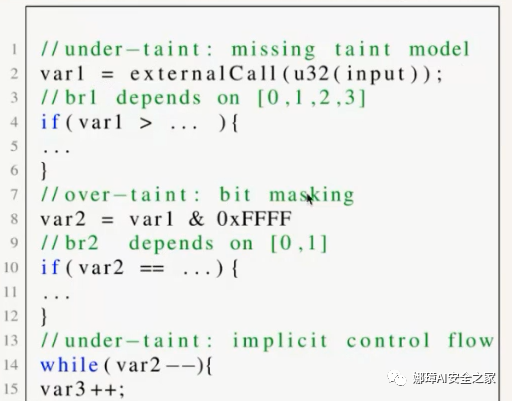 1 //under-taint: missing taint model
2 var1 = externalCall(u32(input));
3 //br1 depends on [0,1,2,3]
4 if(var1 > ... ){
5 ...
6 }
7 //over-taint: bit masking
8 var2 = var1 & 0xFFFF
9 //br2 depends on [0,1]
10 if(var2 == ...){
11 ...
12 }
13 //under-taint: implicit control flow
14 while(var2--){
15 var3++;
娜璋AI安全之家